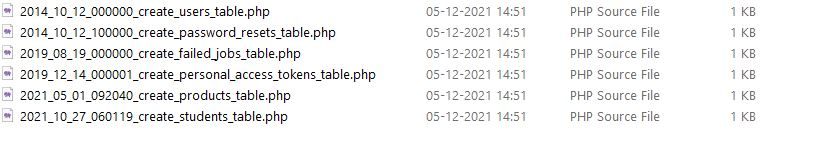 2014_10_12_000000_create_users_table.php 05-12-2021 14:51 PHP Source File 1 KB
2014_10_12_100000_create_password_resets_table.php 05-12-2021 14:51 PHP Source File 1 KB
2019_08_19_000000_create_failed_jobs_table.php 05-12-2021 14:51 PHP Source File 1 KB
2019_12_14_000001_create_personal_access_tokens_table.php 05-12-2021 14:51 PHP Source File 1 KB
2021_05_01_092040_create_products_table.php 05-12-2021 14:51 PHP Source File 1 KB
2021_10_27_060119_create_students_table.php 05-12-2021 14:51 PHP Source File 1 KB